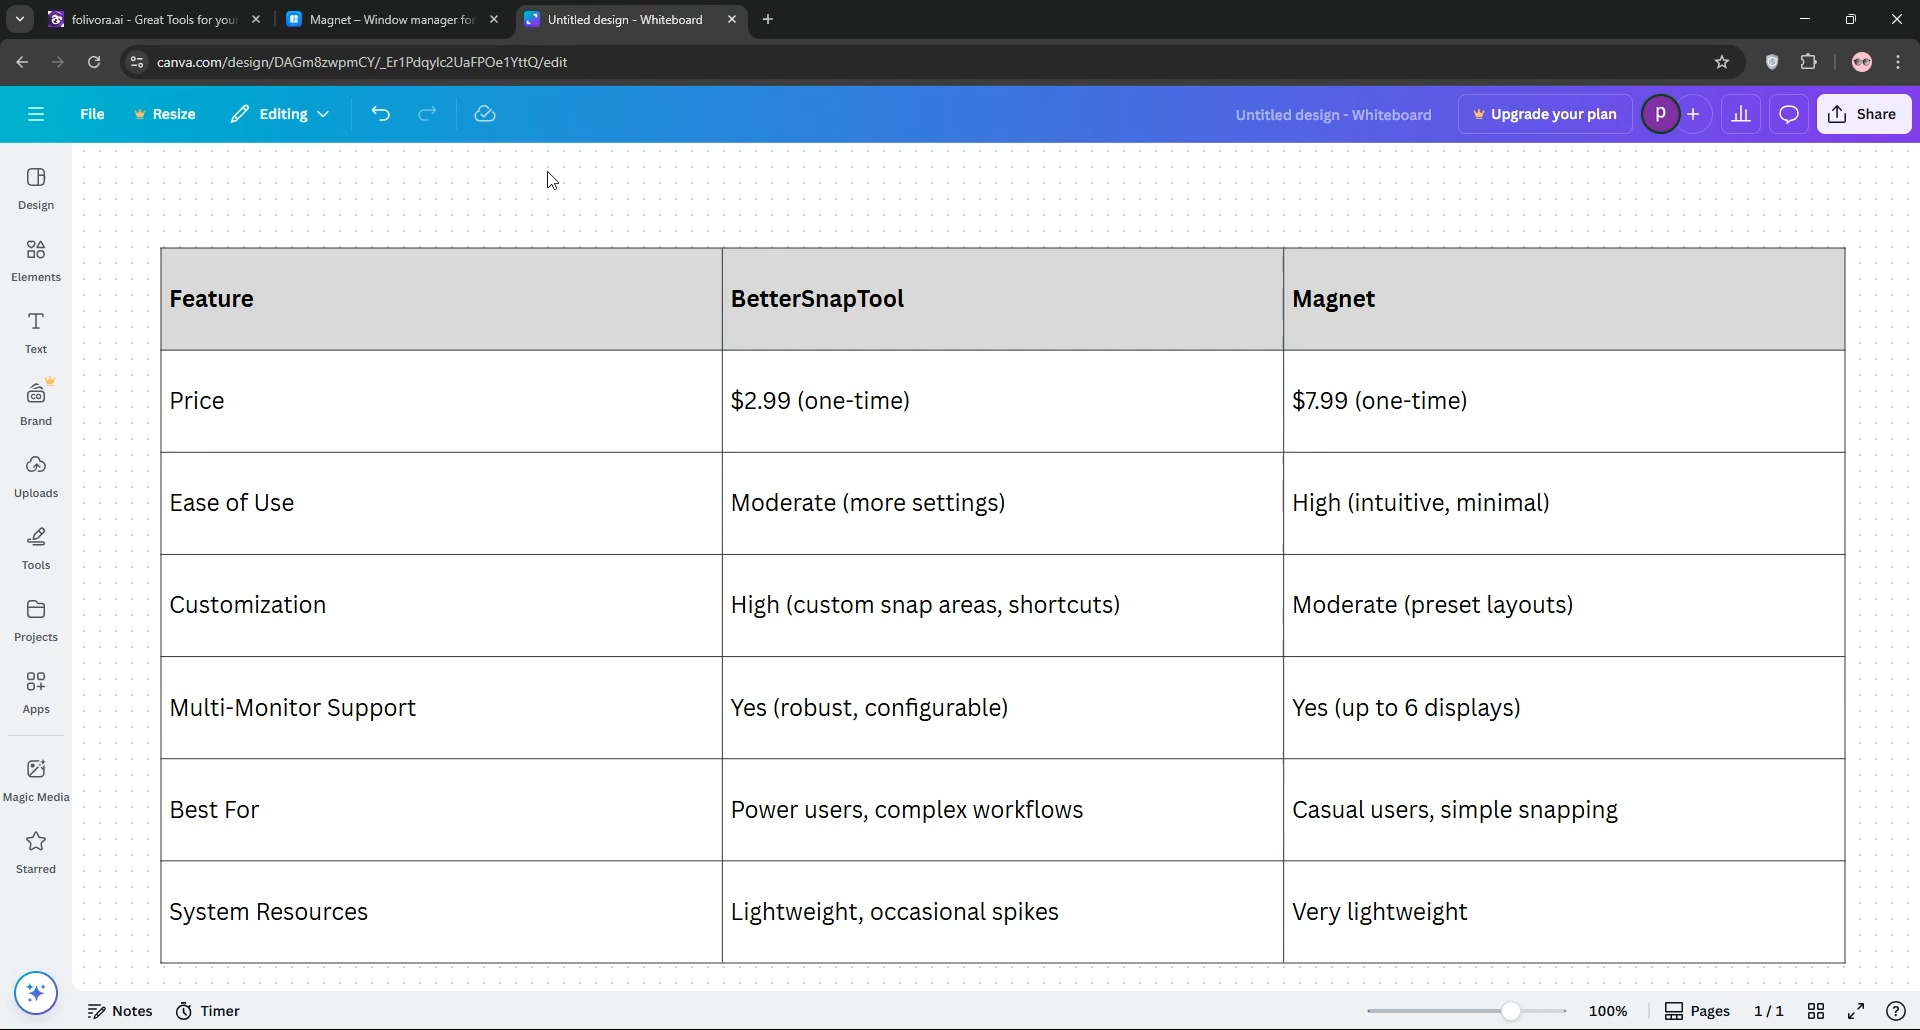 folivora.ai - Great Tools for your
Magnet – Window manager for
Untitled design - Whiteboard
canva.com/design/DAGm8zwpmCY/_Er1Pdqylc2UaFPOe1YttQ/edit
File
Resize
Editing
Untitled design - Whiteboard
Upgrade your plan
P
Share
Design
Elements
Text
Brand
Uploads
Tools
Projects
Apps
Magic Media
Starred
Feature BetterSnapTool Magnet
Price $2.99 (one-time) $7.99 (one-time)
Ease of Use Moderate (more settings) High (intuitive, minimal)
Customization High (custom snap areas, shortcuts) Moderate (preset layouts)
Multi-Monitor Support Yes (robust, configurable) Yes (up to 6 displays)
Best For Power users, complex workflows Casual users, simple snapping
System Resources Lightweight, occasional spikes Very lightweight
Notes
Timer
100%
Pages
1 / 1